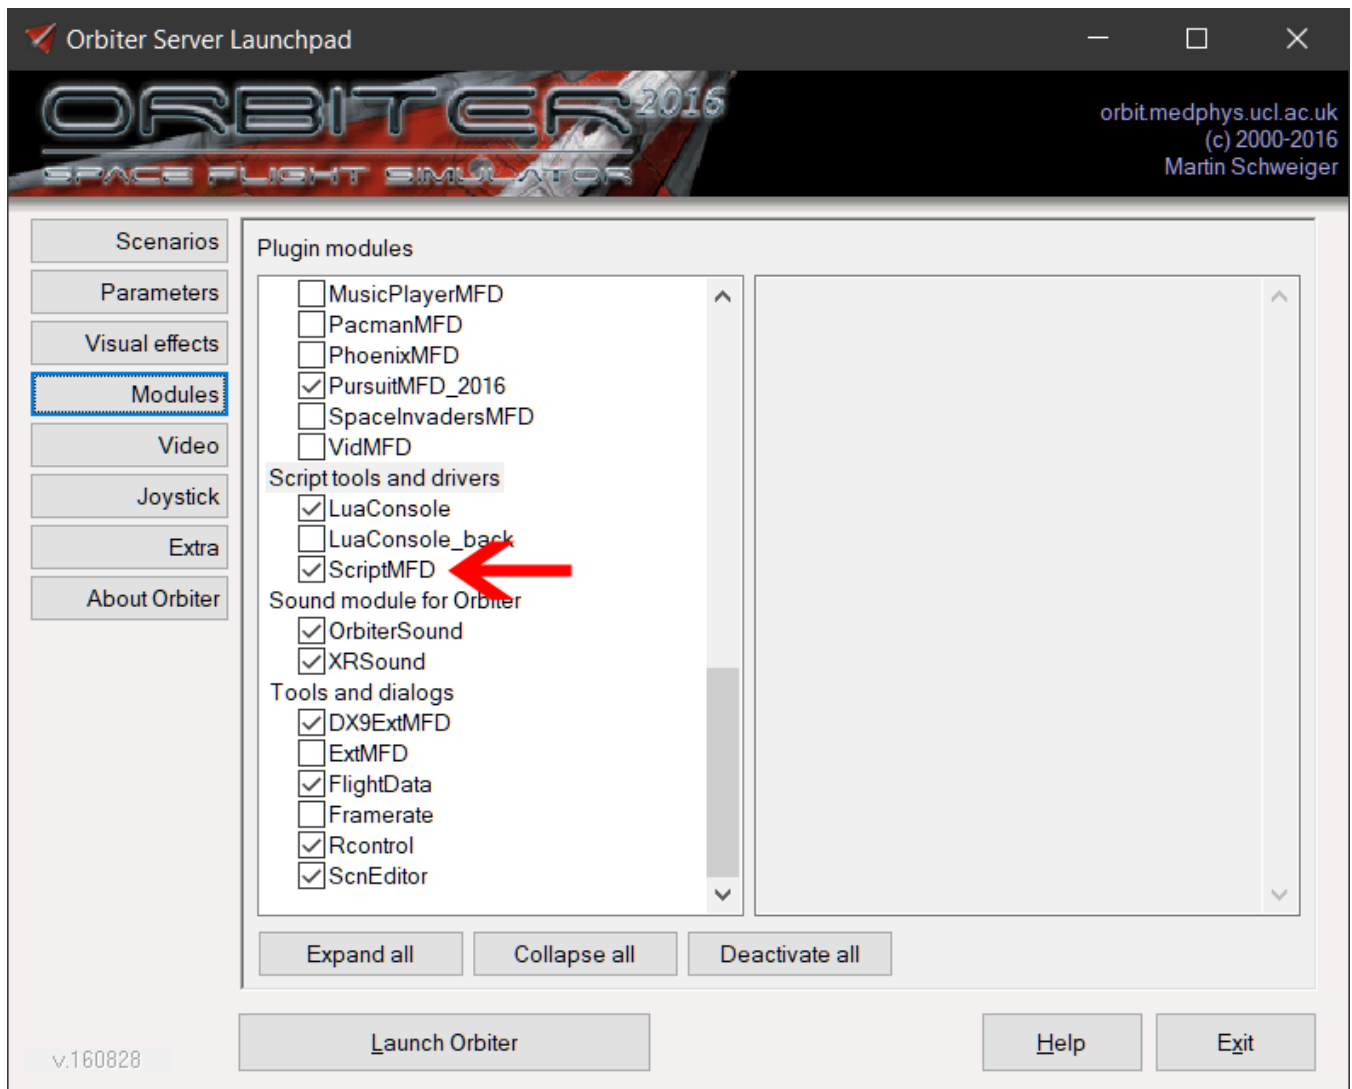 Orbiter Server Launchpad
ORBITER 2016
SPACE FLIGHT SIMULATOR
orbit.medphys.ucl.ac.uk
(c) 2000-2016
Martin Schweiger
Scenarios
Parameters
Visual effects
Modules
Video
Joystick
Extra
About Orbiter
Plugin modules
MusicPlayerMFD
PacmanMFD
PhoenixMFD
PursuitMFD_2016
SpaceInvadersMFD
VidMFD
Script tools and drivers
LuaConsole
LuaConsole_back
ScriptMFD
Sound module for Orbiter
OrbiterSound
XRSound
Tools and dialogs
DX9ExtMFD
ExtMFD
FlightData
Framerate
Rcontrol
ScnEditor
Expand all
Collapse all
Deactivate all
Launch Orbiter
Help
Exit
v.160828